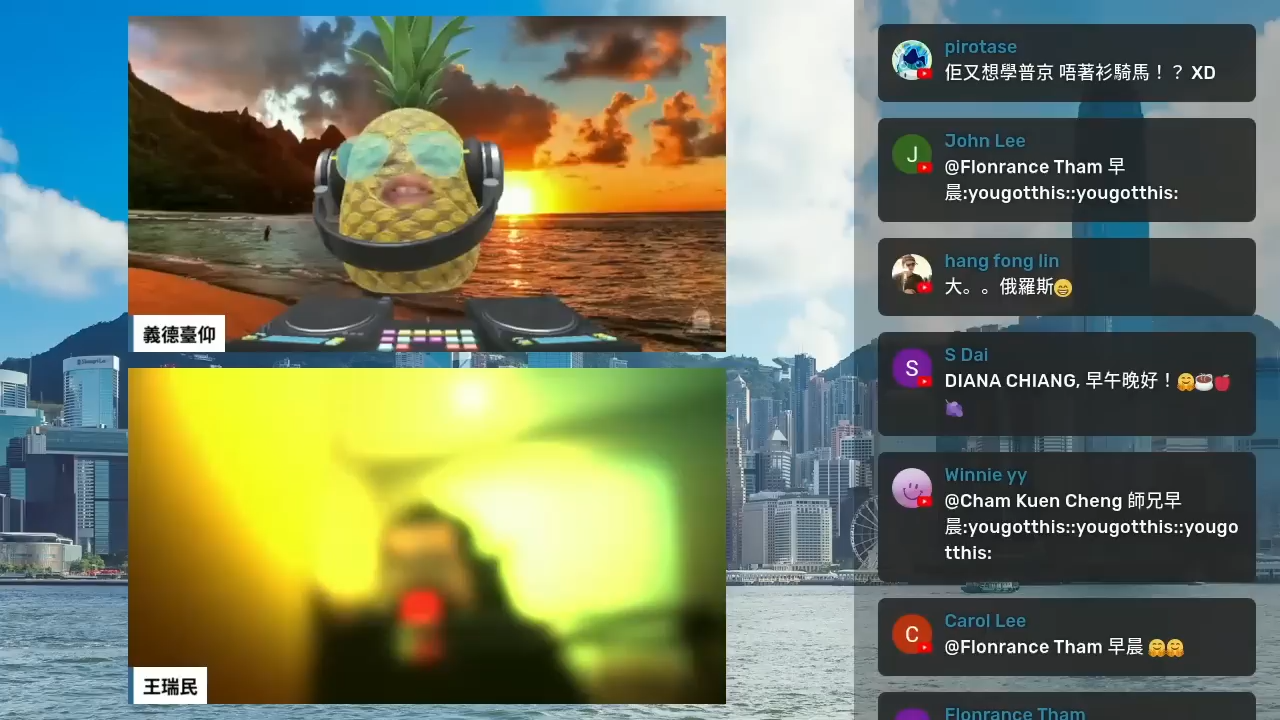 義德臺仰
王瑞民
pirotase
佢又想學普京 唔著衫騎馬！？ XD
John Lee
@Flonrance Tham 早
晨:yougotthis::yougotthis:
hang fong lin
大。。俄羅斯😁
S Dai
DIANA CHIANG, 早午晚好！🤗☕🍎
🍇
Winnie yy
@Cham Kuen Cheng 師兄早
晨:yougotthis::yougotthis::yougo
tthis:
Carol Lee
@Flonrance Tham 早晨 🤗🤗
Flonrance Tham